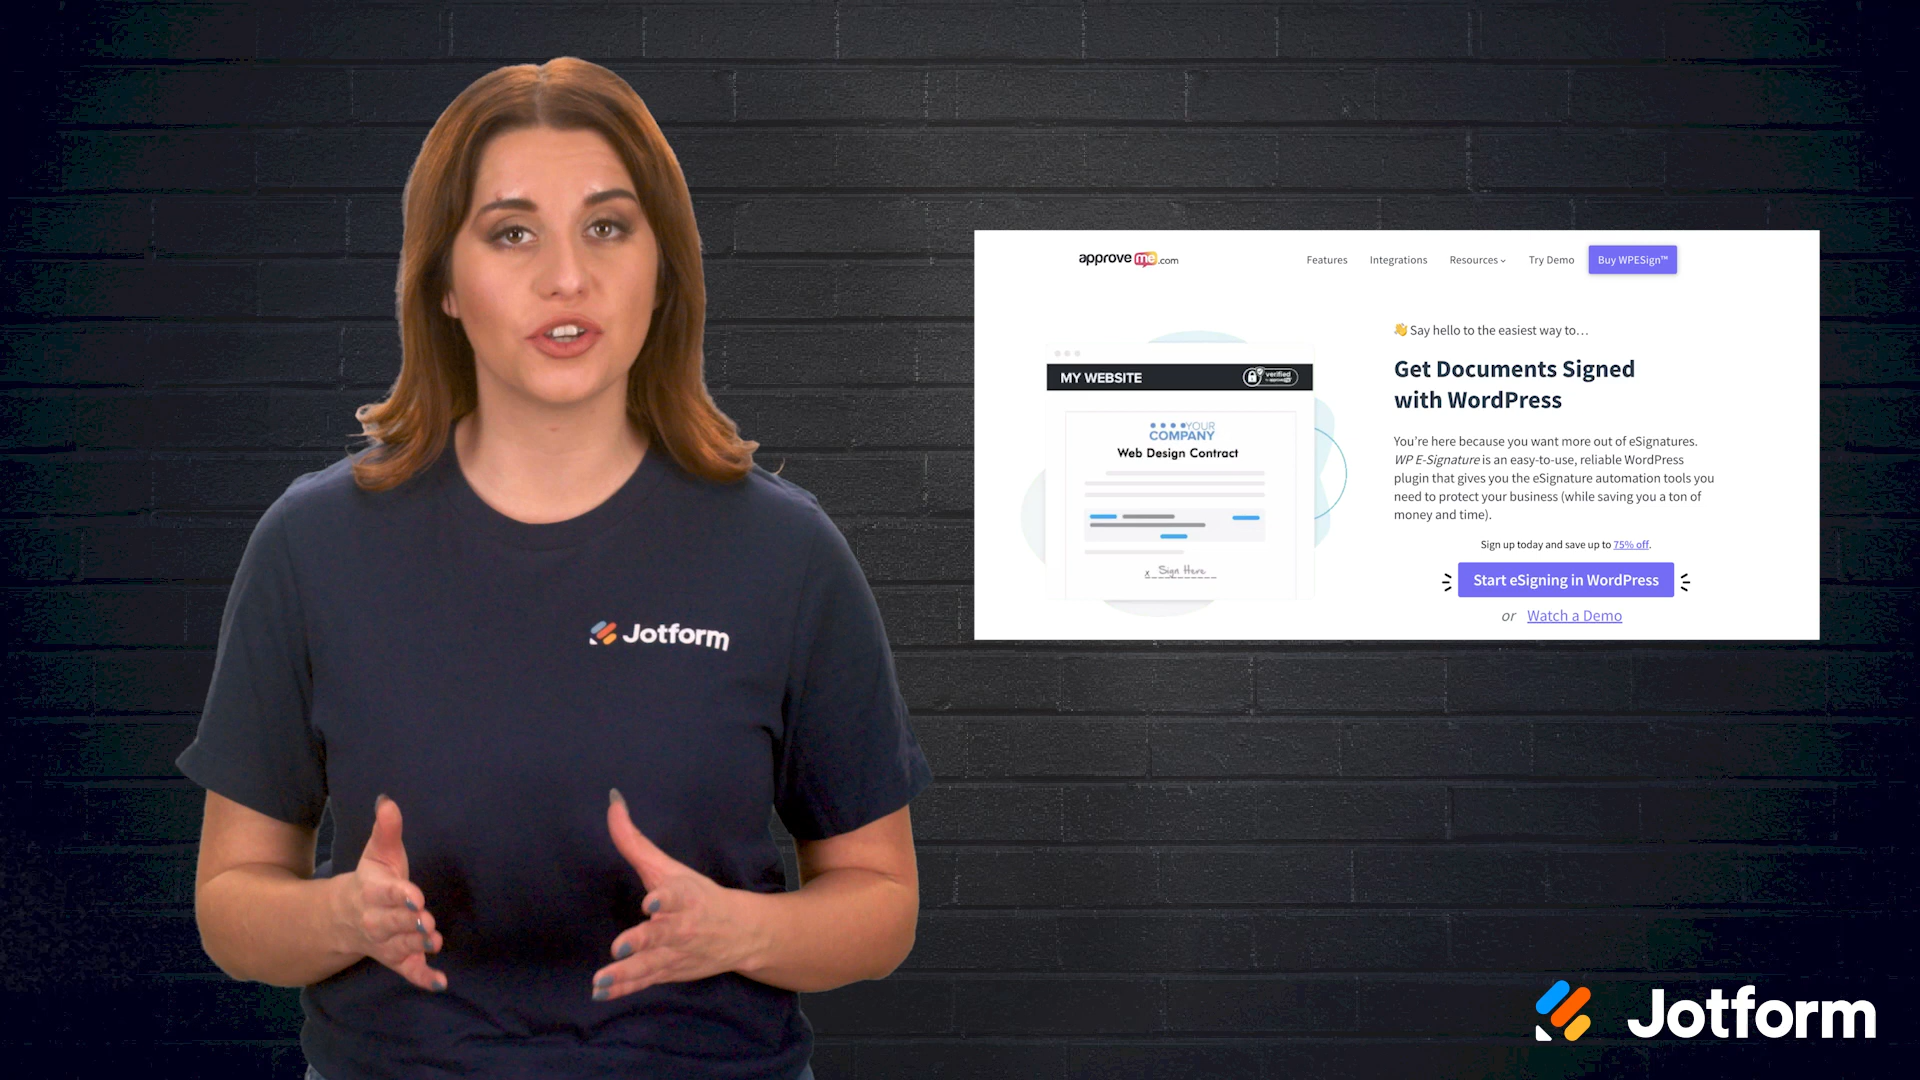 Jotform
approve me .com
Features
Integrations
Resources
Try Demo
Buy WPESign™
👋 Say hello to the easiest way to...
Get Documents Signed
with WordPress
You're here because you want more out of eSignatures.
WP E-Signature is an easy-to-use, reliable WordPress
plugin that gives you the eSignature automation tools you
need to protect your business (while saving you a ton of
money and time).
Sign up today and save up to 75% off.
Start eSigning in WordPress
or Watch a Demo
MY WEBSITE
verified
YOUR
COMPANY
Web Design Contract
x Sign Here
Jotform